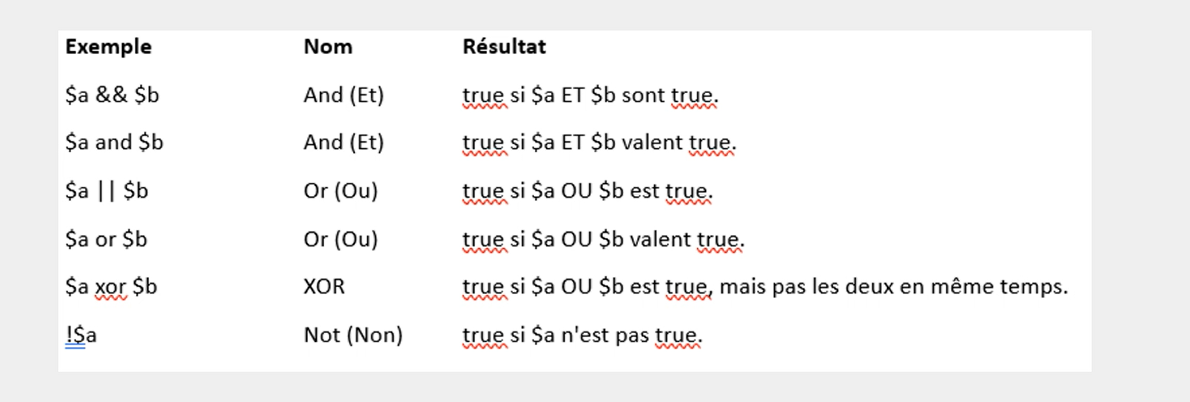 Exemple Nom Résultat
$a && $b And (Et) true si $a ET $b sont true.
$a and $b And (Et) true si $a ET $b valent true.
$a || $b Or (Ou) true si $a OU $b est true.
$a or $b Or (Ou) true si $a OU $b valent true.
$a xor $b XOR true si $a OU $b est true, mais pas les deux en même temps.
!$a Not (Non) true si $a n'est pas true.